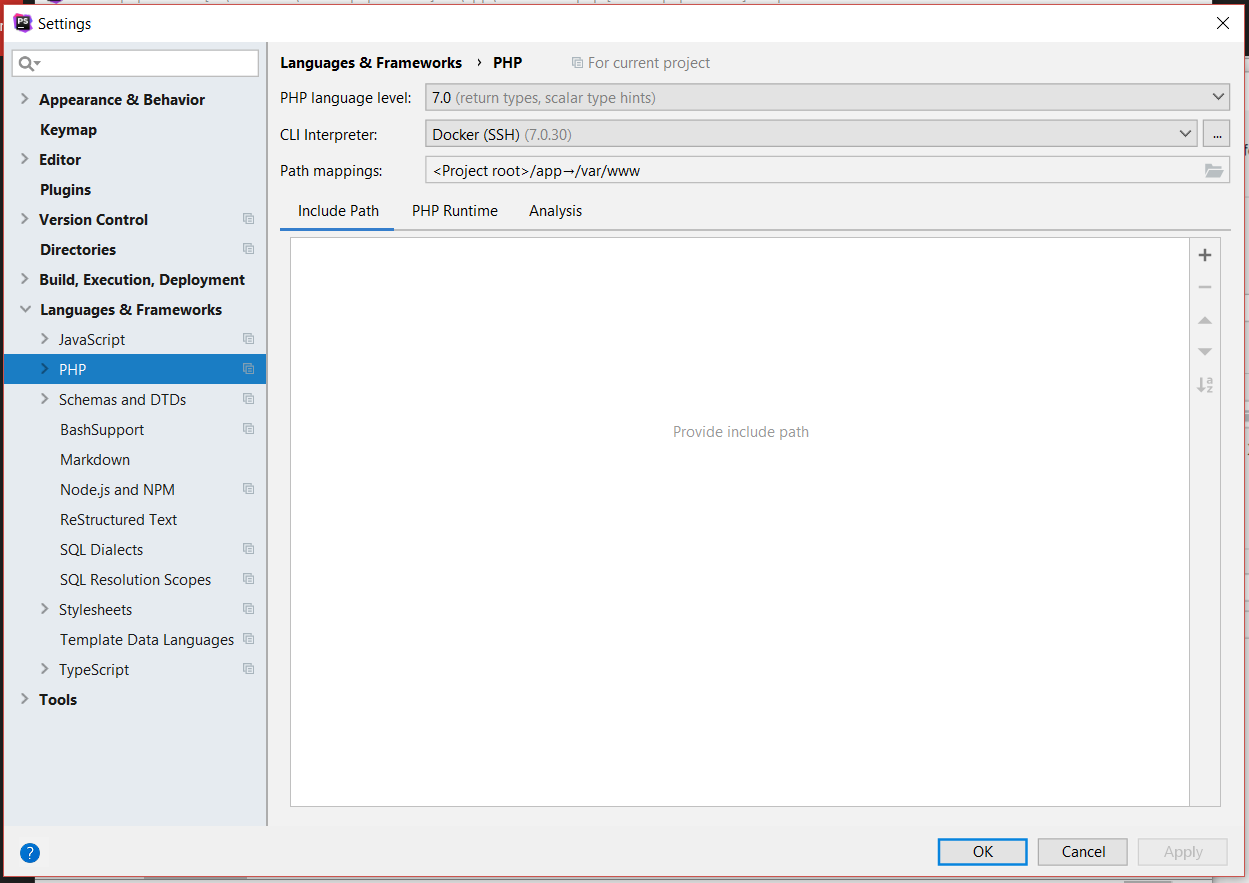 PS Settings
Appearance & Behavior
Keymap
Editor
Plugins
Version Control
Directories
Build, Execution, Deployment
Languages & Frameworks
JavaScript
PHP
Schemas and DTDs
BashSupport
Markdown
Node.js and NPM
ReStructured Text
SQL Dialects
SQL Resolution Scopes
Stylesheets
Template Data Languages
TypeScript
Tools
Languages & Frameworks › PHP For current project
PHP language level: 7.0 (return types, scalar type hints)
CLI Interpreter: Docker (SSH) (7.0.30) ...
Path mappings: <Project root>/app→/var/www
Include Path PHP Runtime Analysis
Provide include path
? OK Cancel Apply